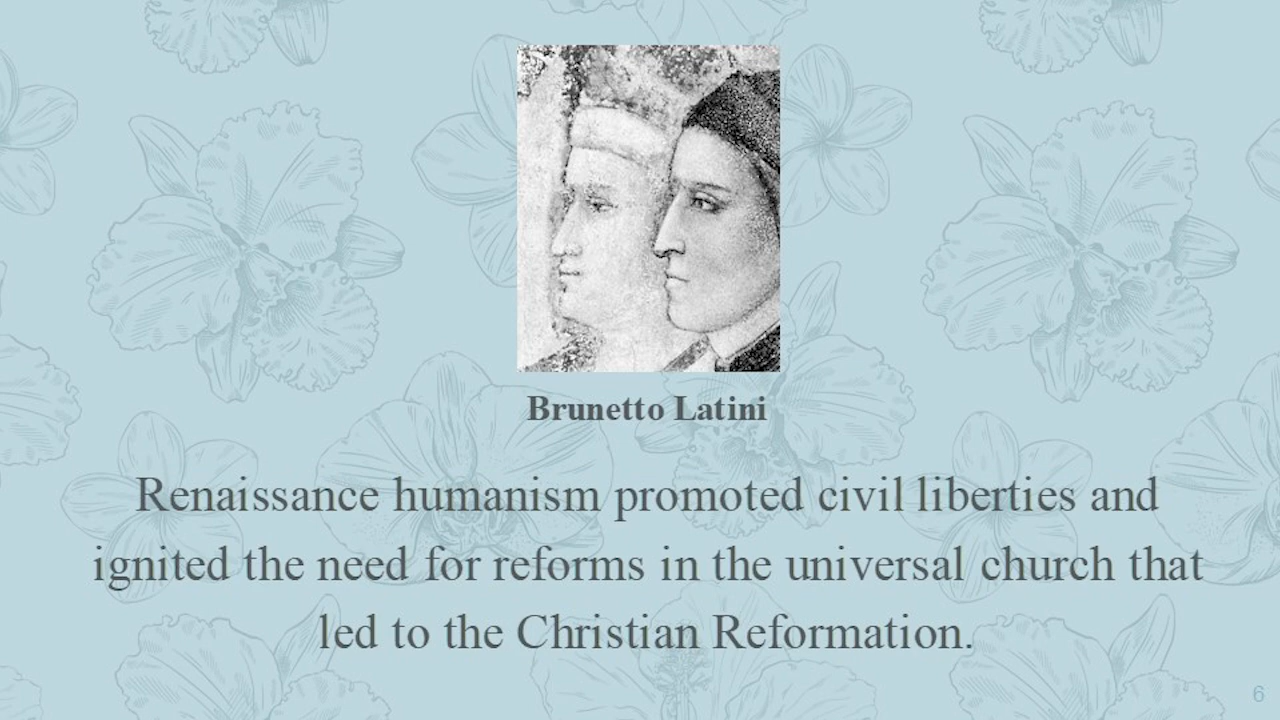 Brunetto Latini
Renaissance humanism promoted civil liberties and
ignited the need for reforms in the universal church that
led to the Christian Reformation.
6